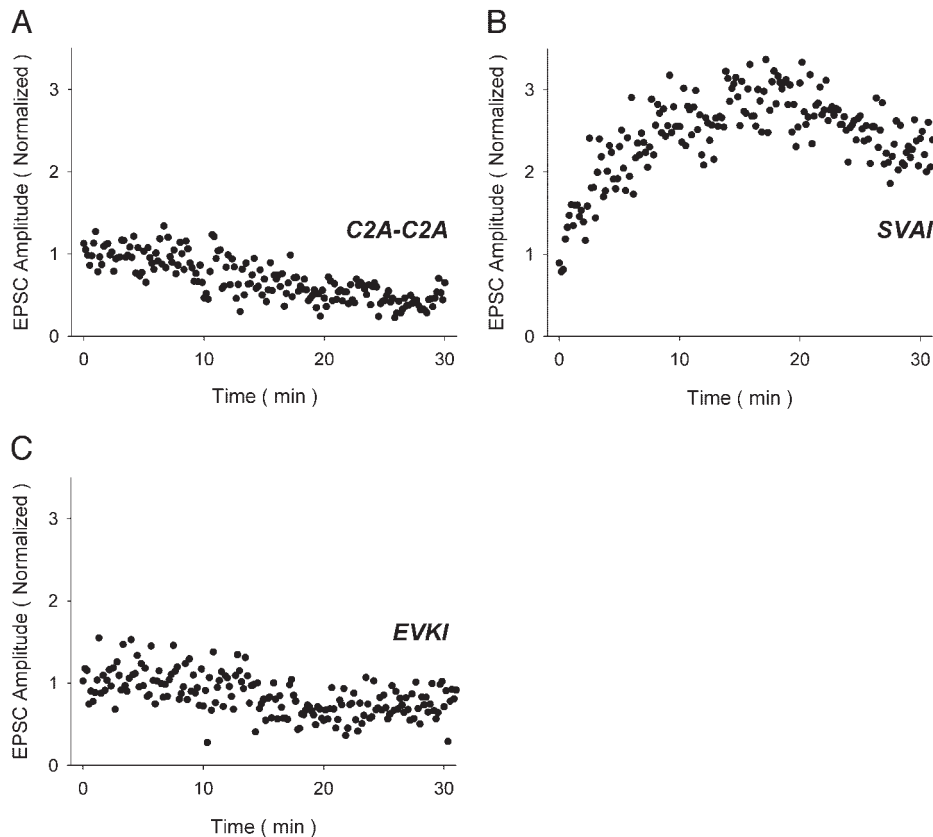 A
EPSC Amplitude ( Normalized )
3
2
1
0
C2A-C2A
0 10 20 30
Time ( min )
B
EPSC Amplitude ( Normalized )
3
2
1
0
SVAI
0 10 20 30
Time ( min )
C
EPSC Amplitude ( Normalized )
3
2
1
0
EVKI
0 10 20 30
Time ( min )